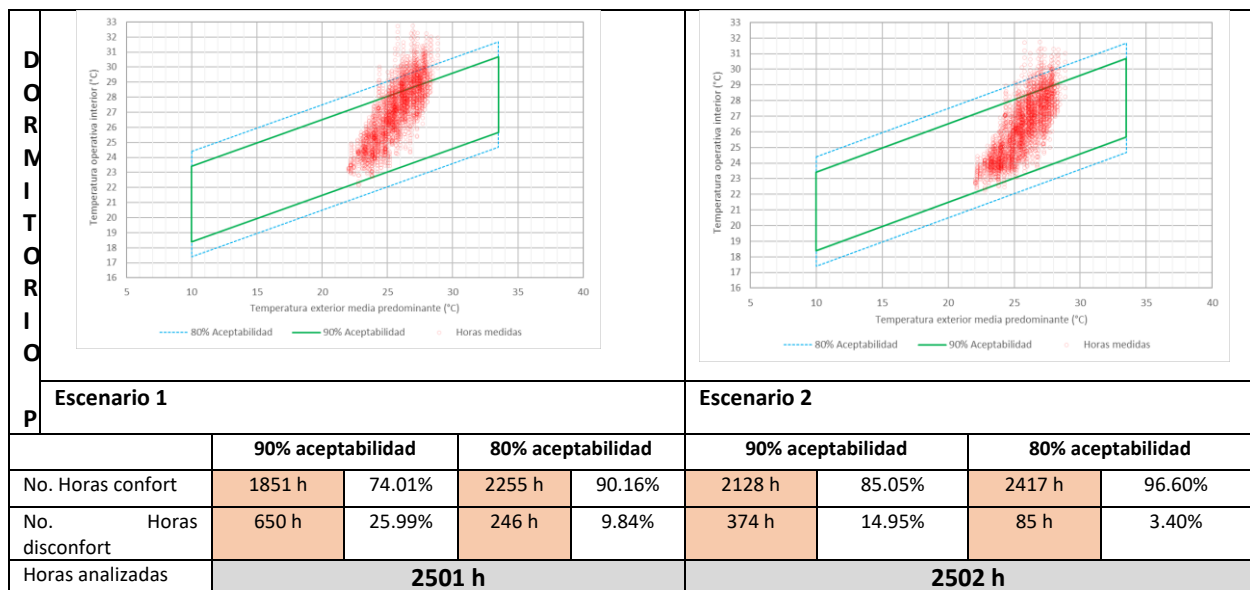 DORMITORIO P
33
32
31
30
29
28
27
26
25
24
23
22
21
20
19
18
17
16
Temperatura operativa interior (°C)
5 10 15 20 25 30 35 40
Temperatura exterior media predominante (°C)
80% Aceptabilidad 90% Aceptabilidad Horas medidas
33
32
31
30
29
28
27
26
25
24
23
22
21
20
19
18
17
16
Temperatura operativa interior (°C)
5 10 15 20 25 30 35 40
Temperatura exterior media predominante (°C)
80% Aceptabilidad 90% Aceptabilidad Horas medidas
Escenario 1 Escenario 2
90% aceptabilidad 80% aceptabilidad 90% aceptabilidad 80% aceptabilidad
No. Horas confort 1851 h 74.01% 2255 h 90.16% 2128 h 85.05% 2417 h 96.60%
No. Horas
disconfort 650 h 25.99% 246 h 9.84% 374 h 14.95% 85 h 3.40%
Horas analizadas 2501 h 2502 h